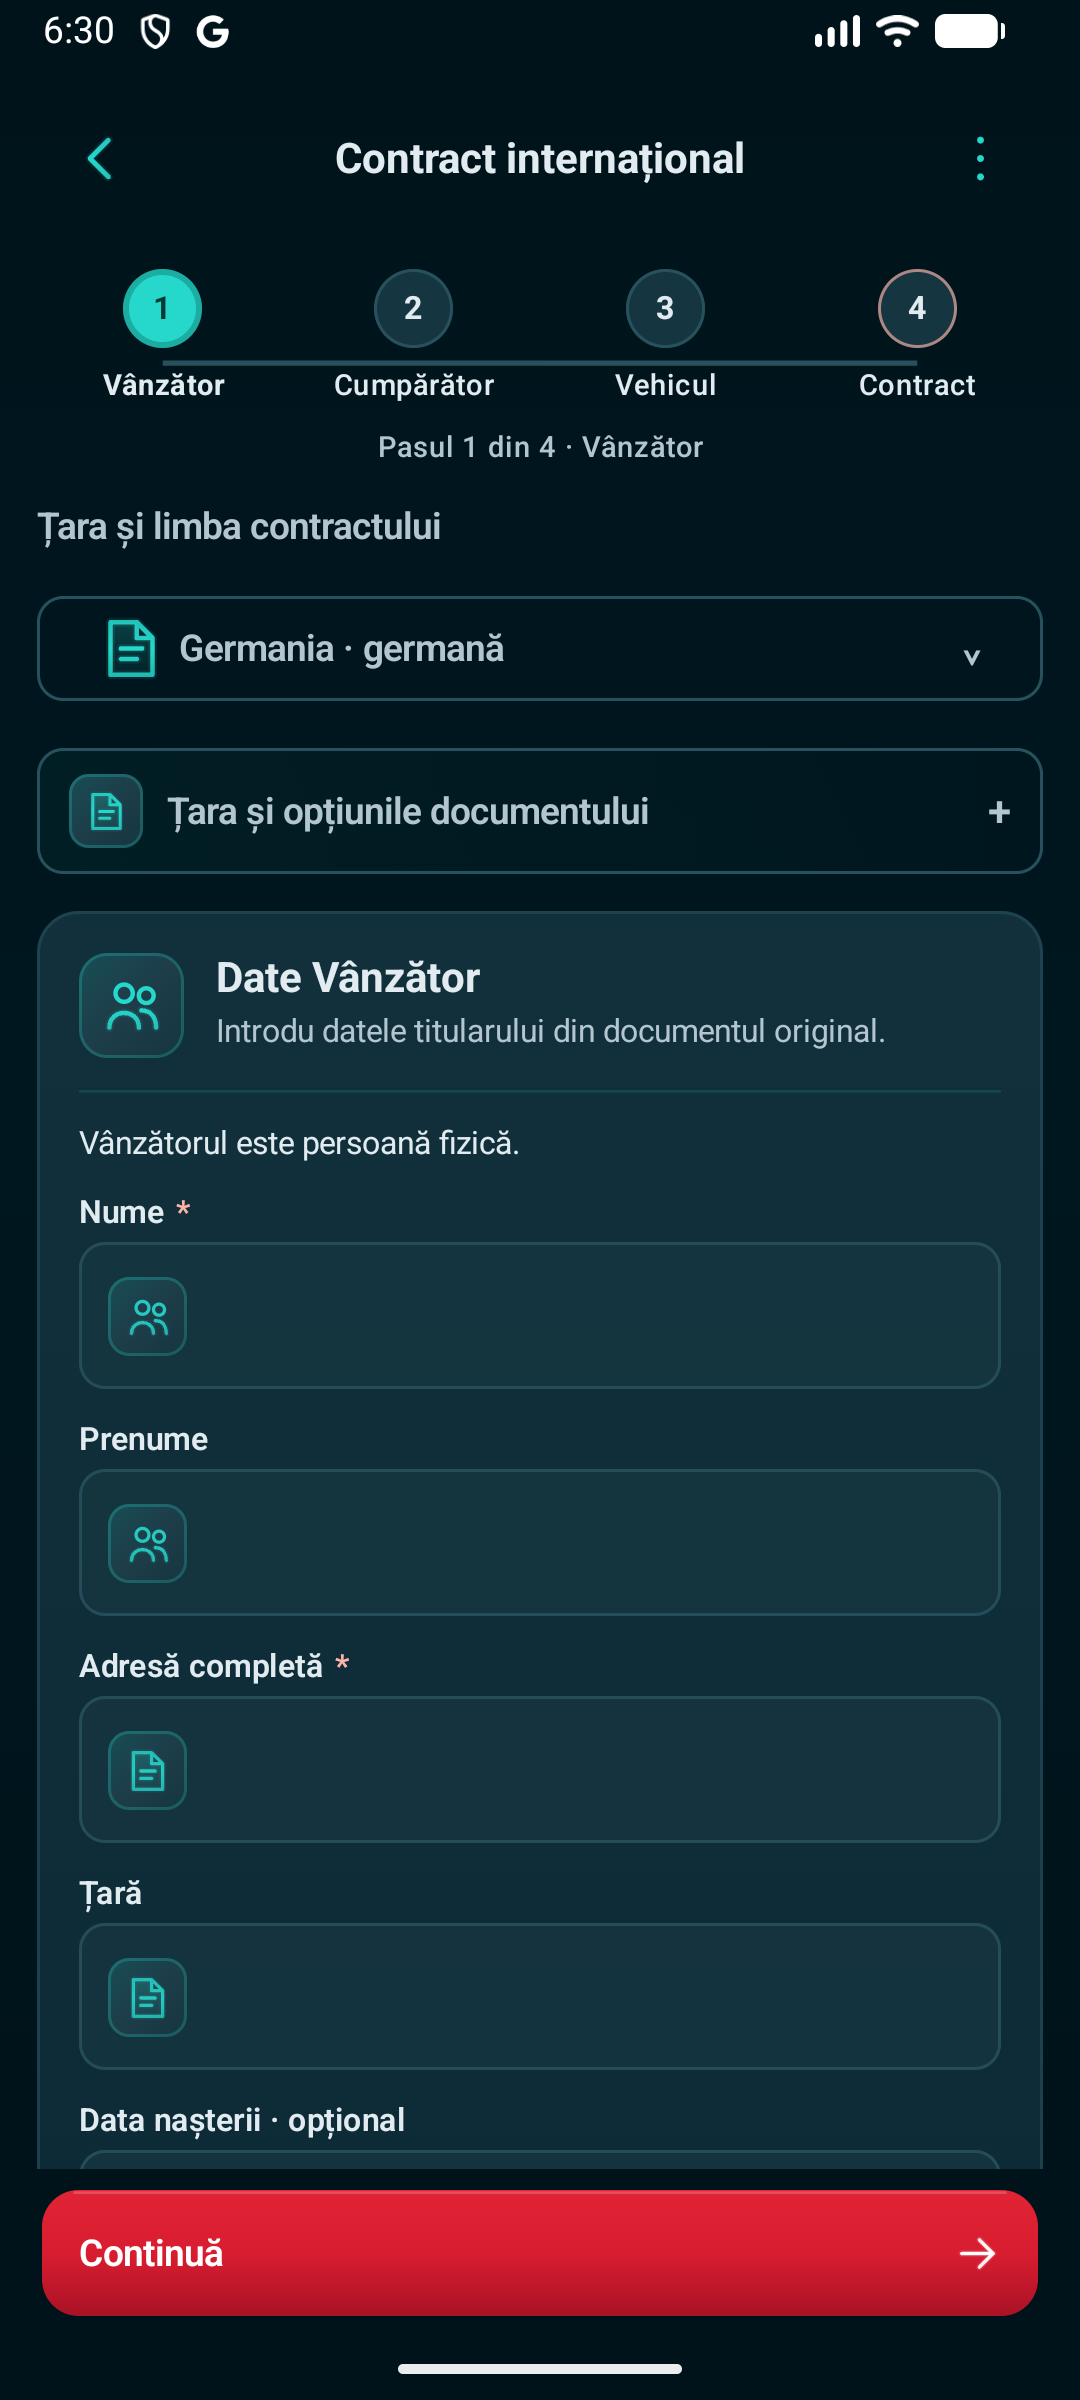 6:30
Contract internațional
1
2
3
4
Vânzător
Cumpărător
Vehicul
Contract
Pasul 1 din 4 · Vânzător
Țara și limba contractului
Germania · germană
Țara și opțiunile documentului
+
Date Vânzător
Introdu datele titularului din documentul original.
Vânzătorul este persoană fizică.
Nume *
Prenume
Adresă completă *
Țară
Data nașterii · opțional
Continuă